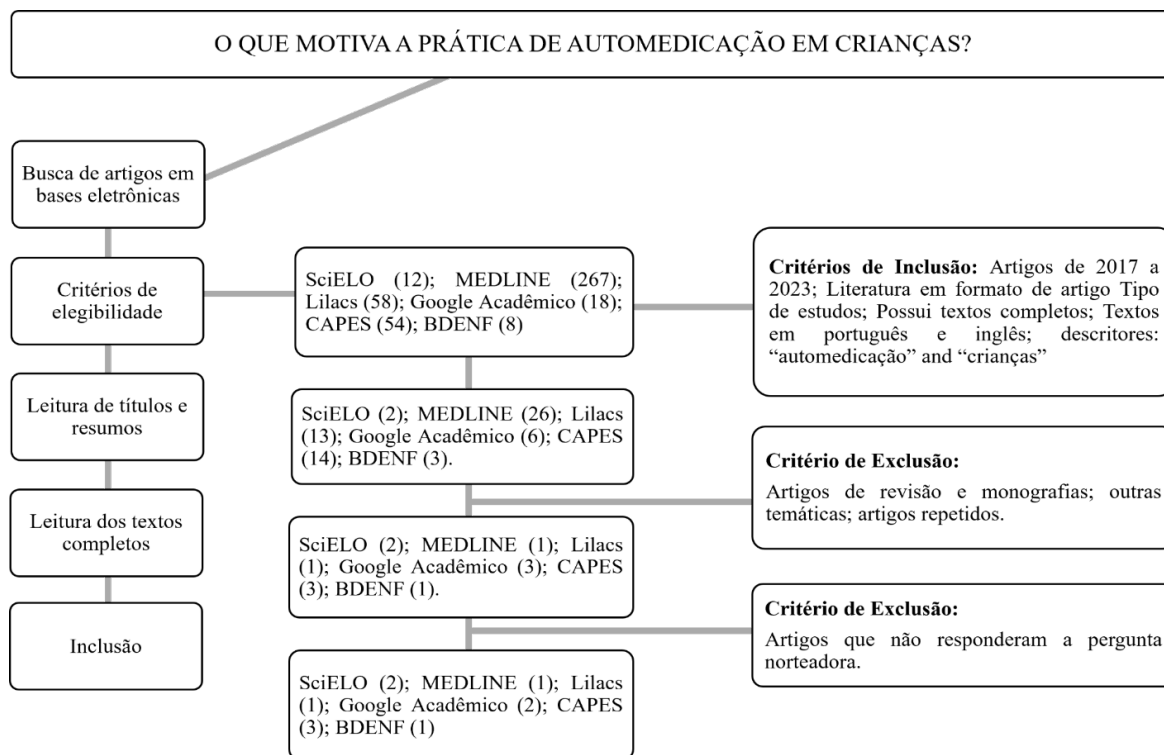 O QUE MOTIVA A PRÁTICA DE AUTOMEDICAÇÃO EM CRIANÇAS?
Busca de artigos em
bases eletrônicas
Critérios de
elegibilidade
Leitura de títulos e
resumos
Leitura dos textos
completos
Inclusão
SciELO (12); MEDLINE (267);
Lilacs (58); Google Acadêmico (18);
CAPES (54); BDENF (8)
SciELO (2); MEDLINE (26); Lilacs
(13); Google Acadêmico (6); CAPES
(14); BDENF (3).
SciELO (2); MEDLINE (1); Lilacs
(1); Google Acadêmico (3); CAPES
(3); BDENF (1).
SciELO (2); MEDLINE (1); Lilacs
(1); Google Acadêmico (2); CAPES
(3); BDENF (1)
Critérios de Inclusão: Artigos de 2017 a
2023; Literatura em formato de artigo Tipo
de estudos; Possui textos completos; Textos
em português e inglês; descritores:
“automedicação” and “crianças”
Critério de Exclusão:
Artigos de revisão e monografias; outras
temáticas; artigos repetidos.
Critério de Exclusão:
Artigos que não responderam a pergunta
norteadora.